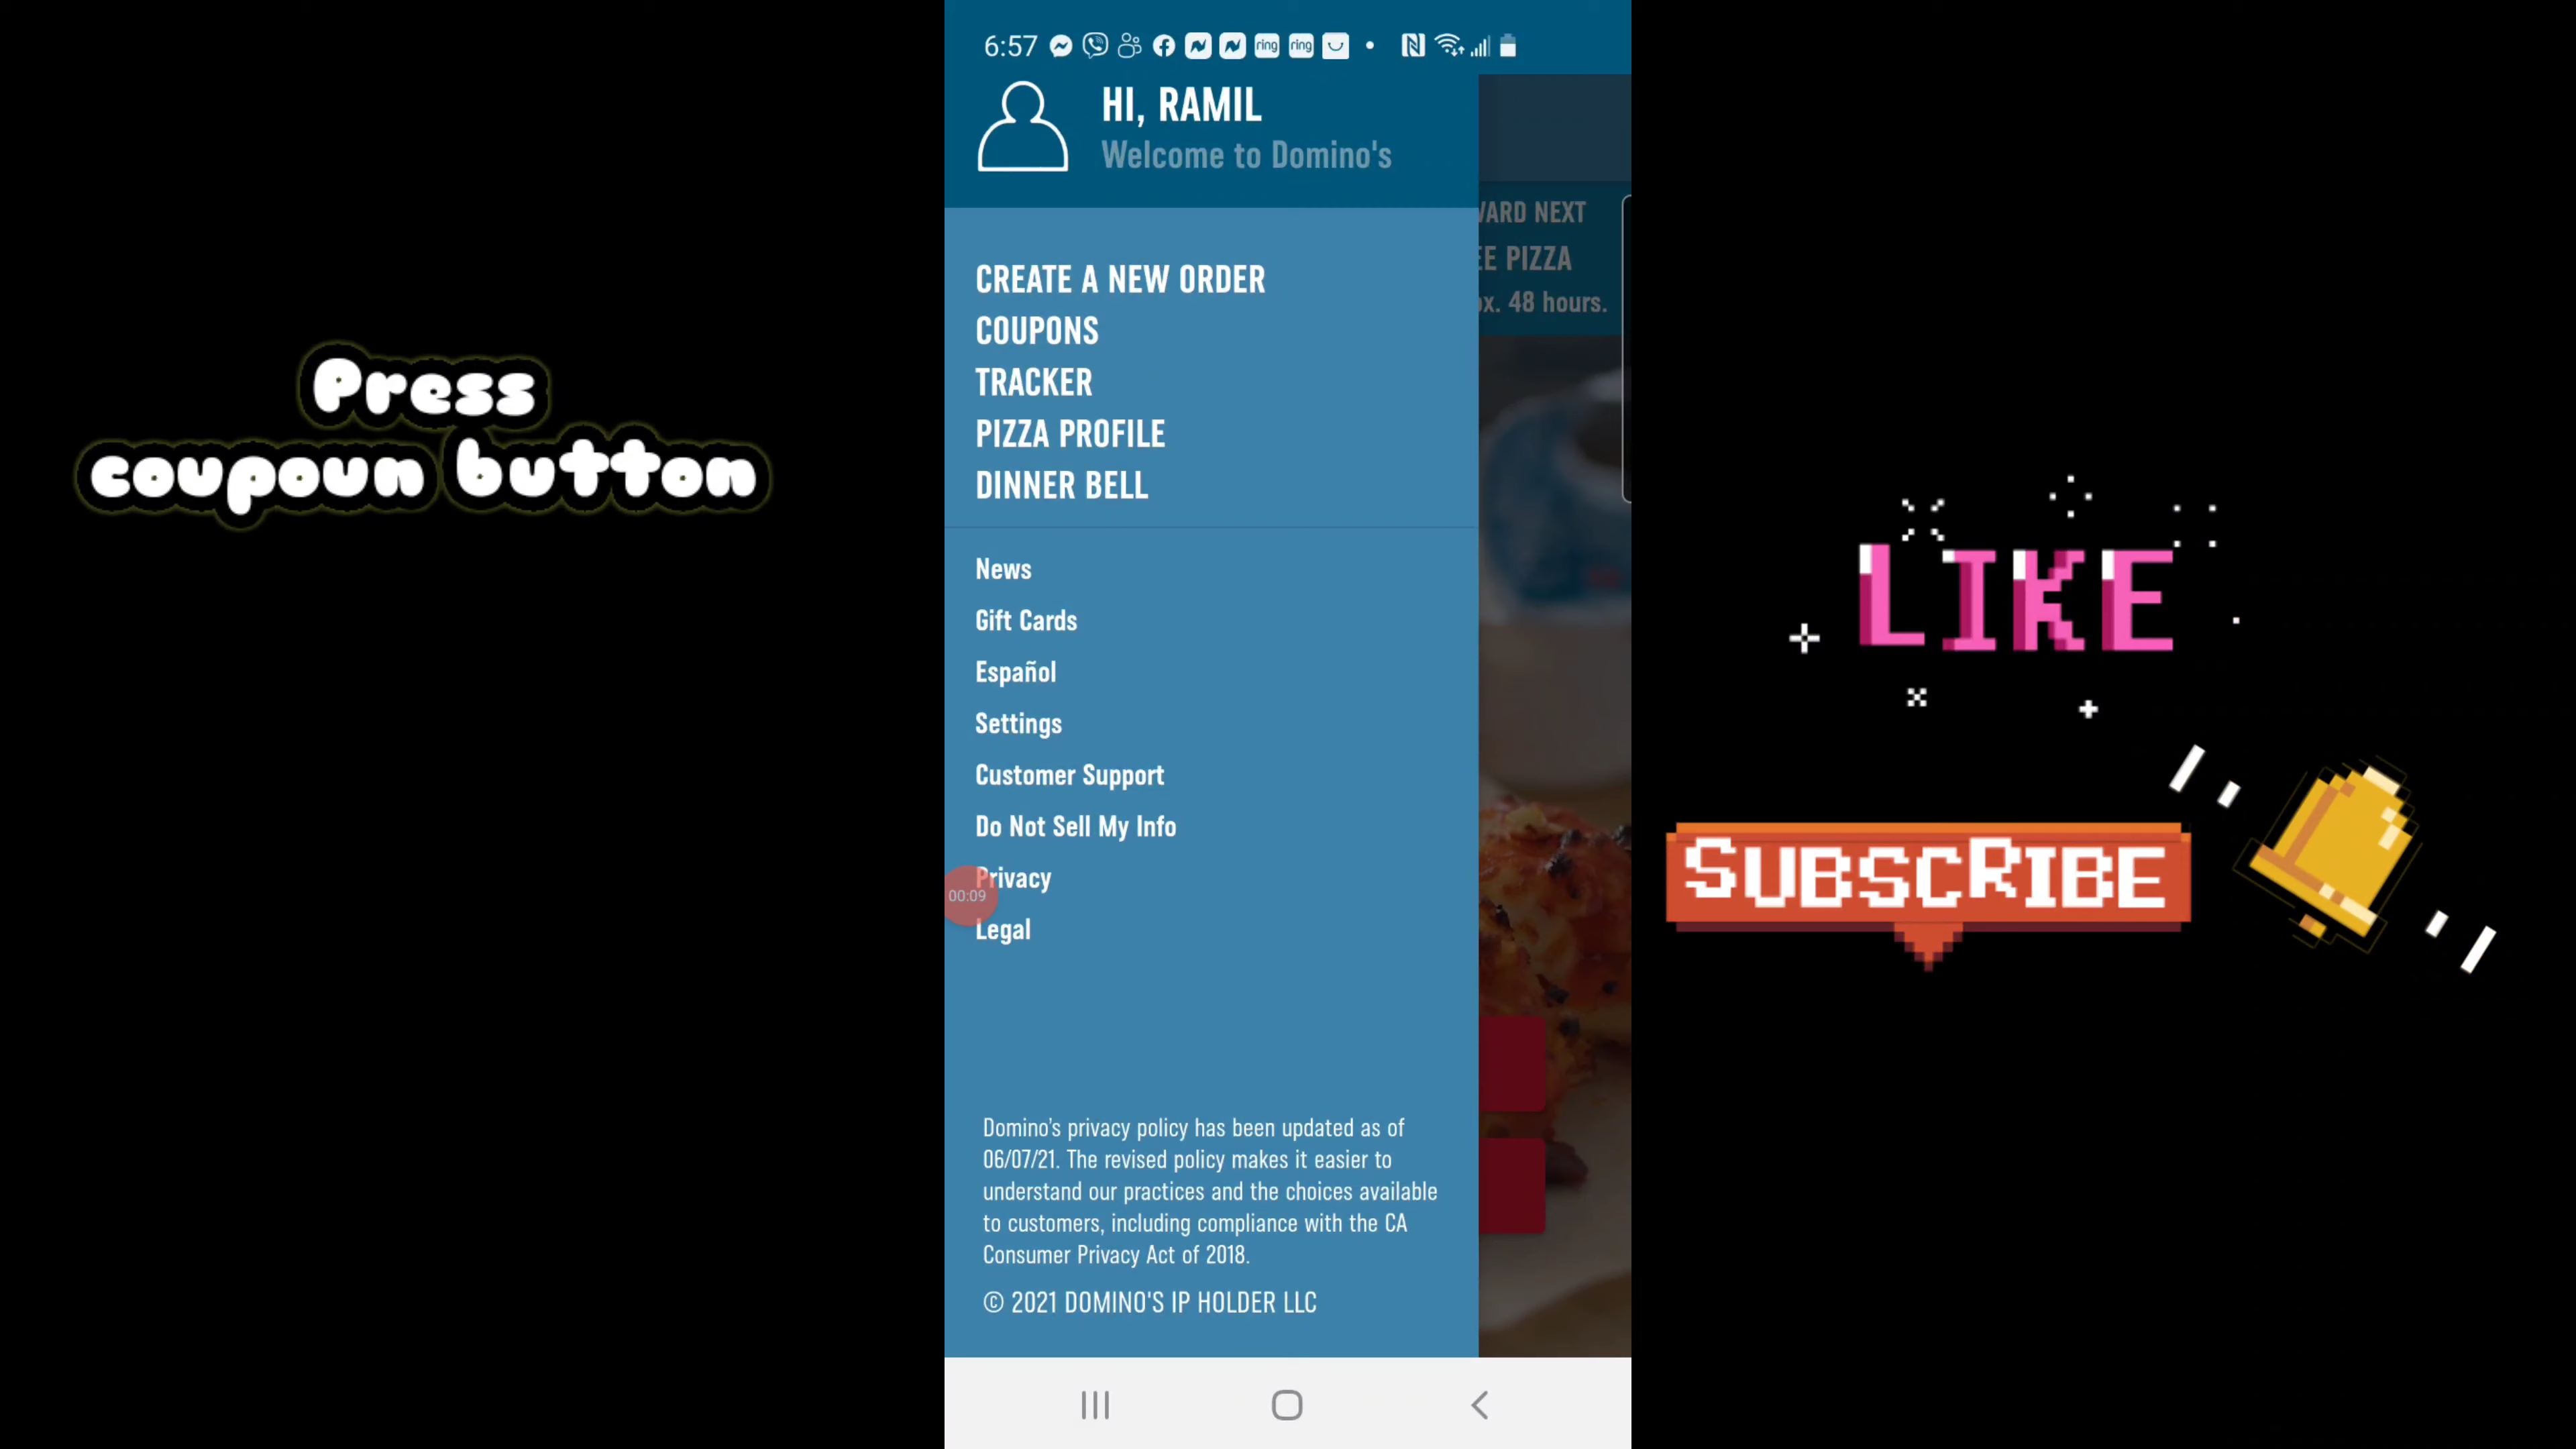 Press
coupoun button
6:57
ring ring
HI, RAMIL
Welcome to Domino's
CREATE A NEW ORDER
COUPONS
TRACKER
PIZZA PROFILE
DINNER BELL
News
Gift Cards
Español
Settings
Customer Support
Do Not Sell My Info
Privacy
00:09
Legal
Domino's privacy policy has been updated as of
06/07/21. The revised policy makes it easier to
understand our practices and the choices available
to customers, including compliance with the CA
Consumer Privacy Act of 2018.
© 2021 DOMINO'S IP HOLDER LLC
NEXT
PIZZA
48 hours.
LIKE
SUBSCRIBE